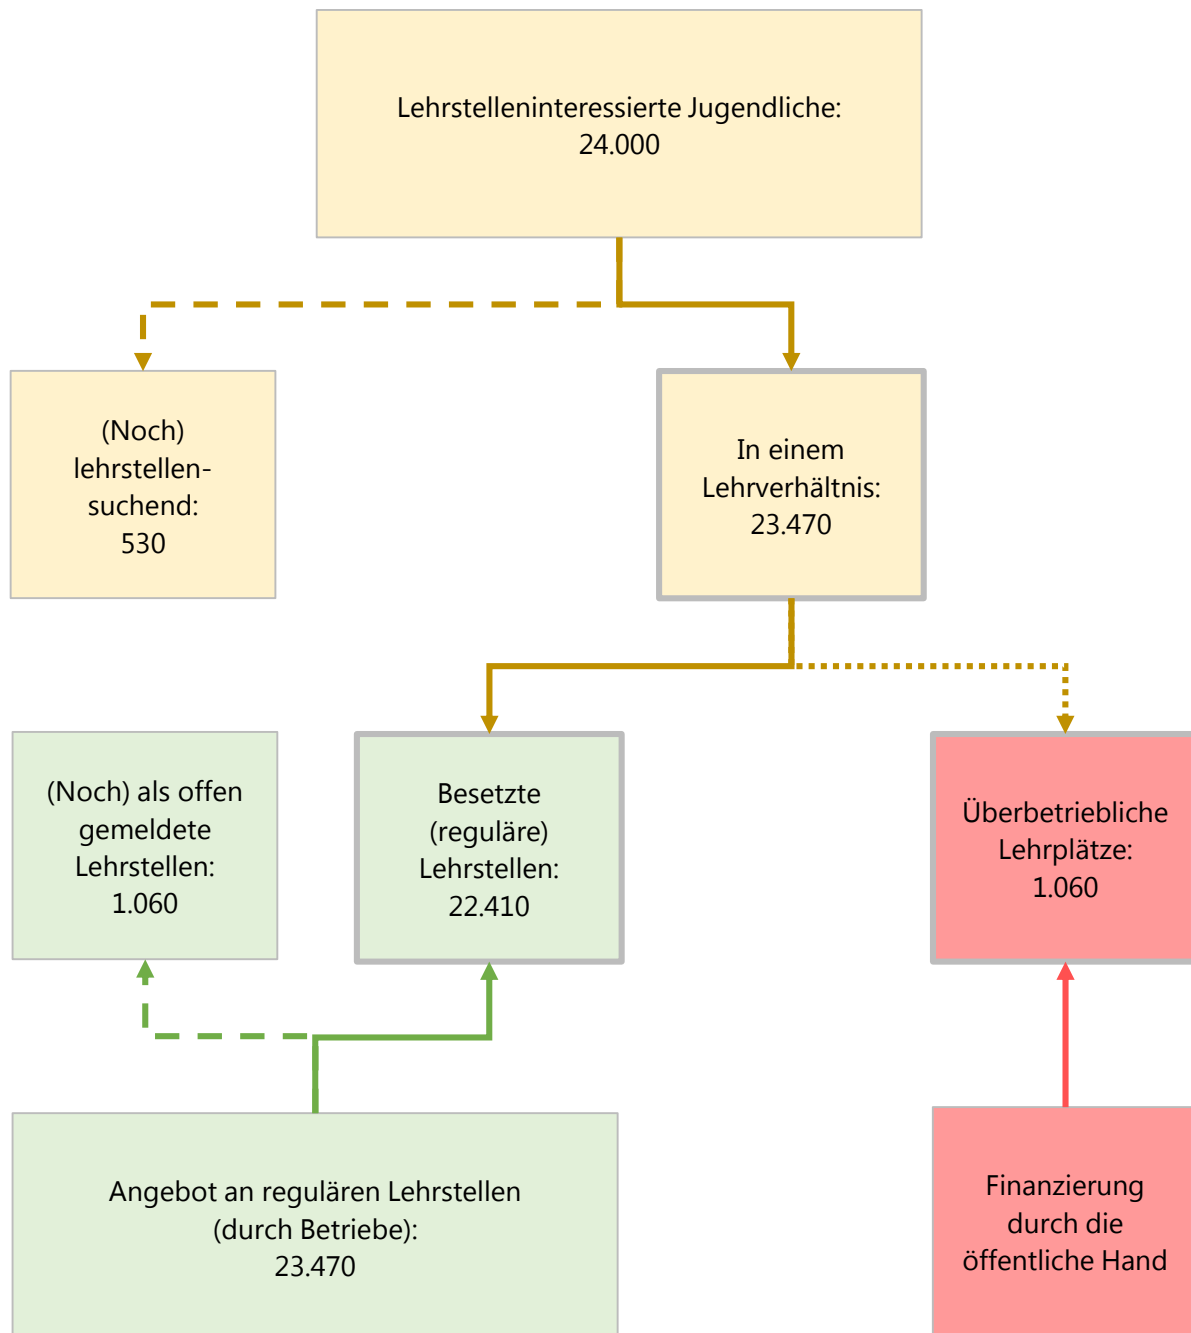 Lehrstelleninteressierte Jugendliche:
24.000
(Noch)
lehrstellen-
suchend:
530
In einem
Lehrverhältnis:
23.470
(Noch) als offen
gemeldete
Lehrstellen:
1.060
Besetzte
(reguläre)
Lehrstellen:
22.410
Überbetriebliche
Lehrplätze:
1.060
Angebot an regulären Lehrstellen
(durch Betriebe):
23.470
Finanzierung
durch die
öffentliche Hand